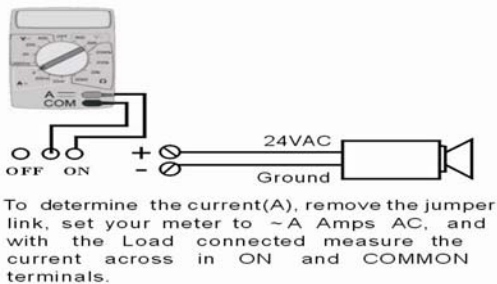 A
COM
OFF ON
+
-
24VAC
Ground
To determine the current(A), remove the jumper
link, set your meter to ~A Amps AC, and
with the Load connected measure the
current across in ON and COMMON
terminals.